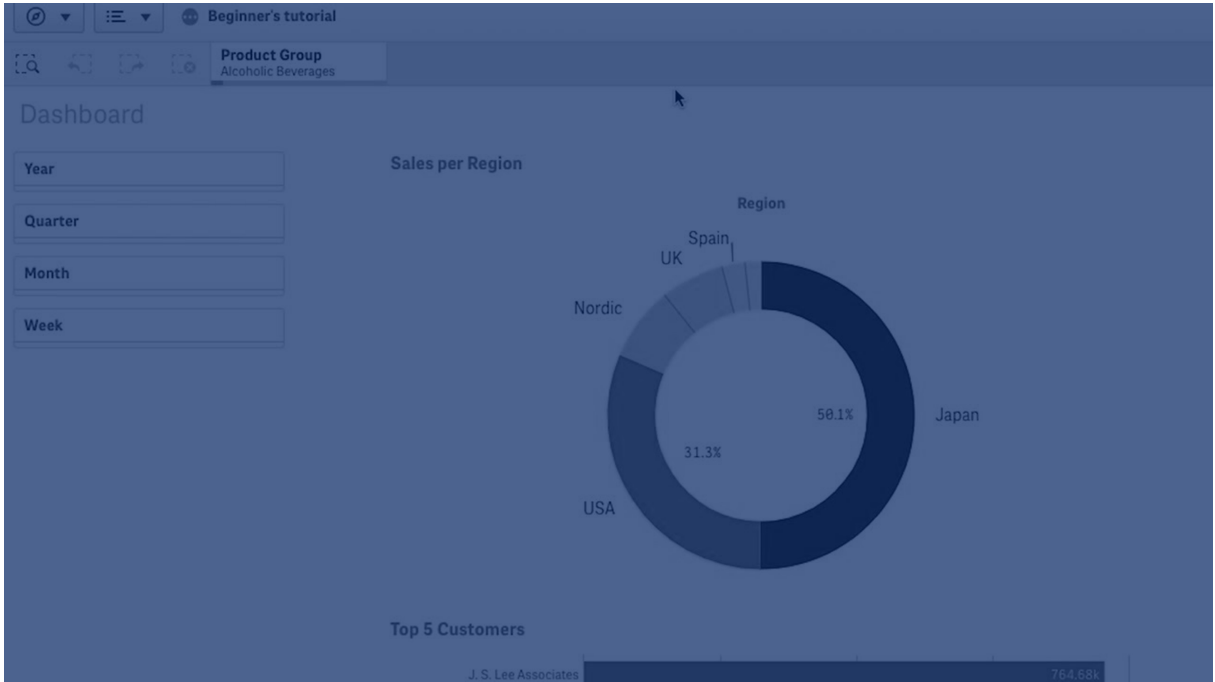 Beginner's tutorial
Product Group
Alcoholic Beverages
Dashboard
Year
Quarter
Month
Week
Sales per Region
Region
Spain
UK
Nordic
Japan
50.1%
31.3%
USA
Top 5 Customers
J. S. Lee Associates
764.68k